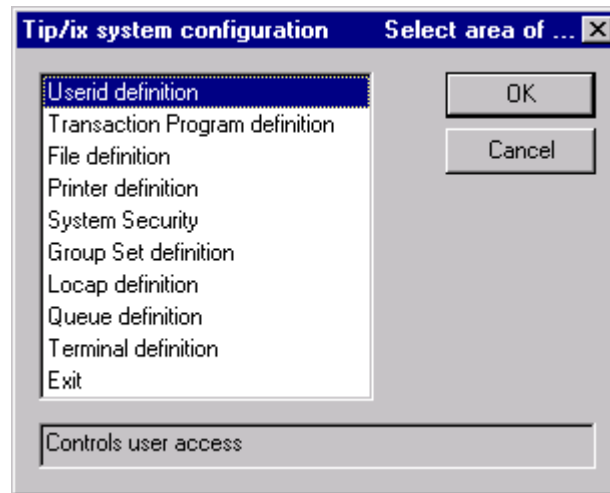 Tip/ix system configuration Select area of ...
Userid definition
OK
Transaction Program definition
File definition
Cancel
Printer definition
System Security
Group Set definition
Locap definition
Queue definition
Terminal definition
Exit
Controls user access